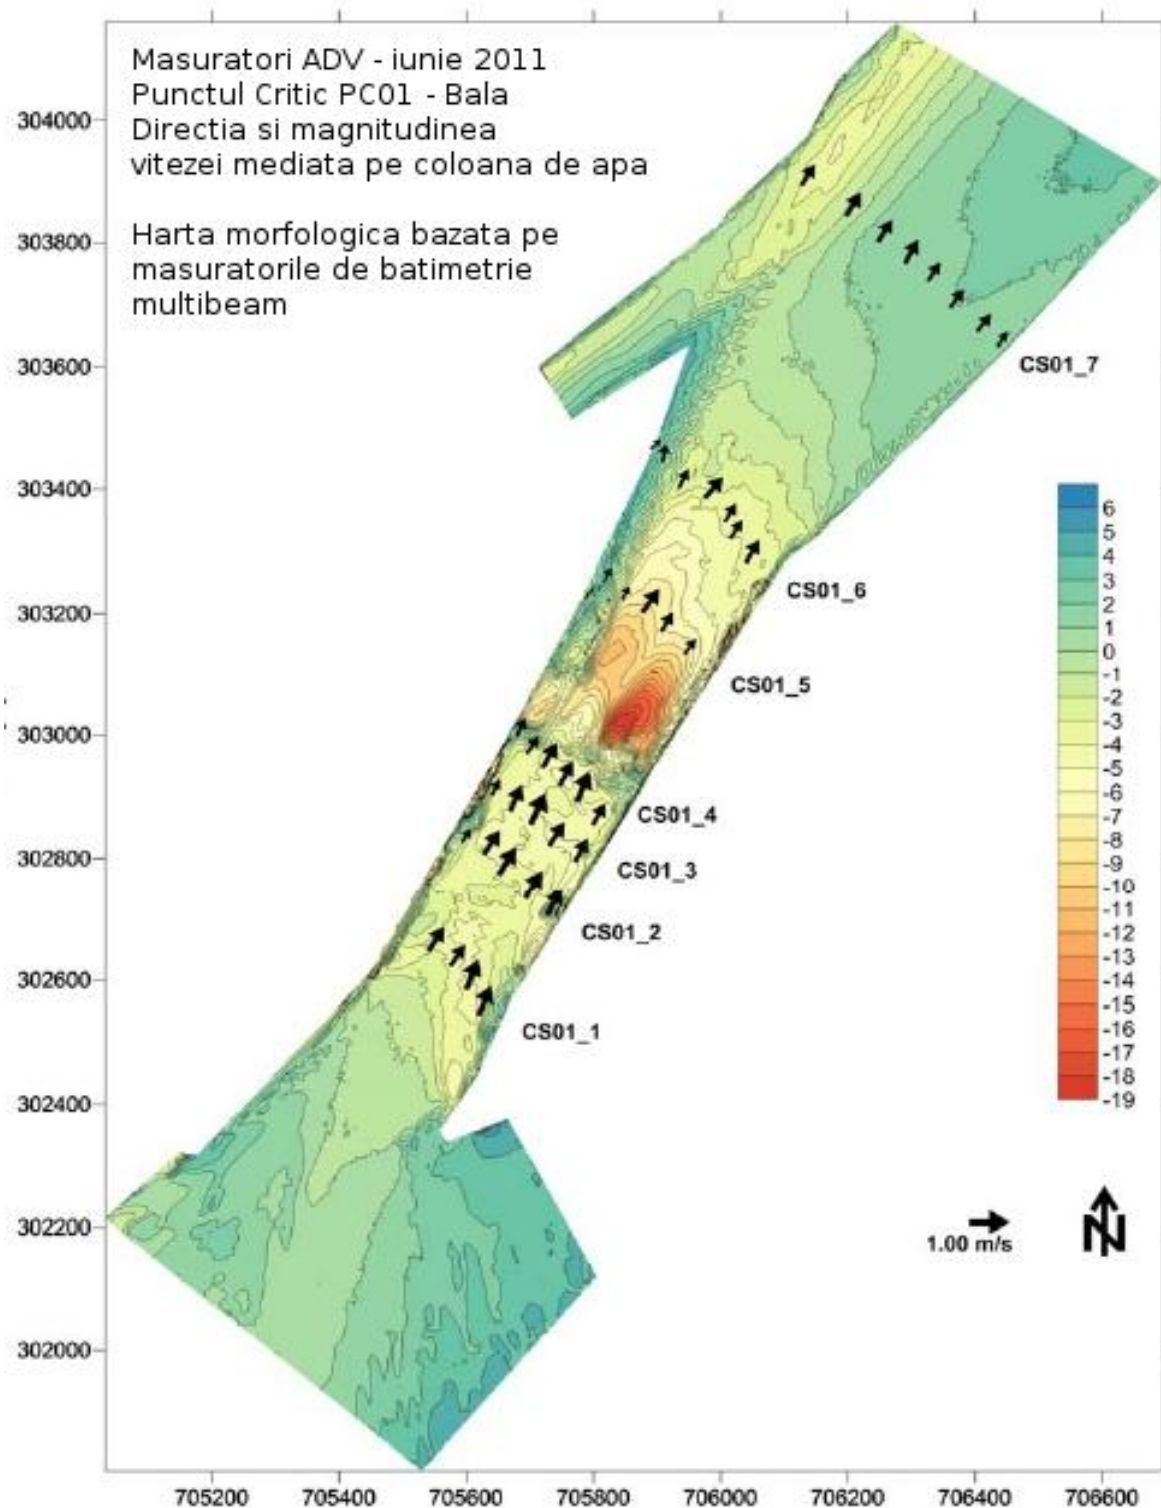 Masuratori ADV - iunie 2011
Punctul Critic PC01 - Bala
Directia si magnitudinea
vitezei mediata pe coloana de apa
Harta morfologica bazata pe
masuratorile de batimetrie
multibeam
304000
303800
303600
303400
303200
303000
302800
302600
302400
302200
302000
CS01_7
CS01_6
CS01_5
CS01_4
CS01_3
CS01_2
CS01_1
6
5
4
3
2
1
0
-1
-2
-3
-4
-5
-6
-7
-8
-9
-10
-11
-12
-13
-14
-15
-16
-17
-18
-19
1.00 m/s
N
705200 705400 705600 705800 706000 706200 706400 706600